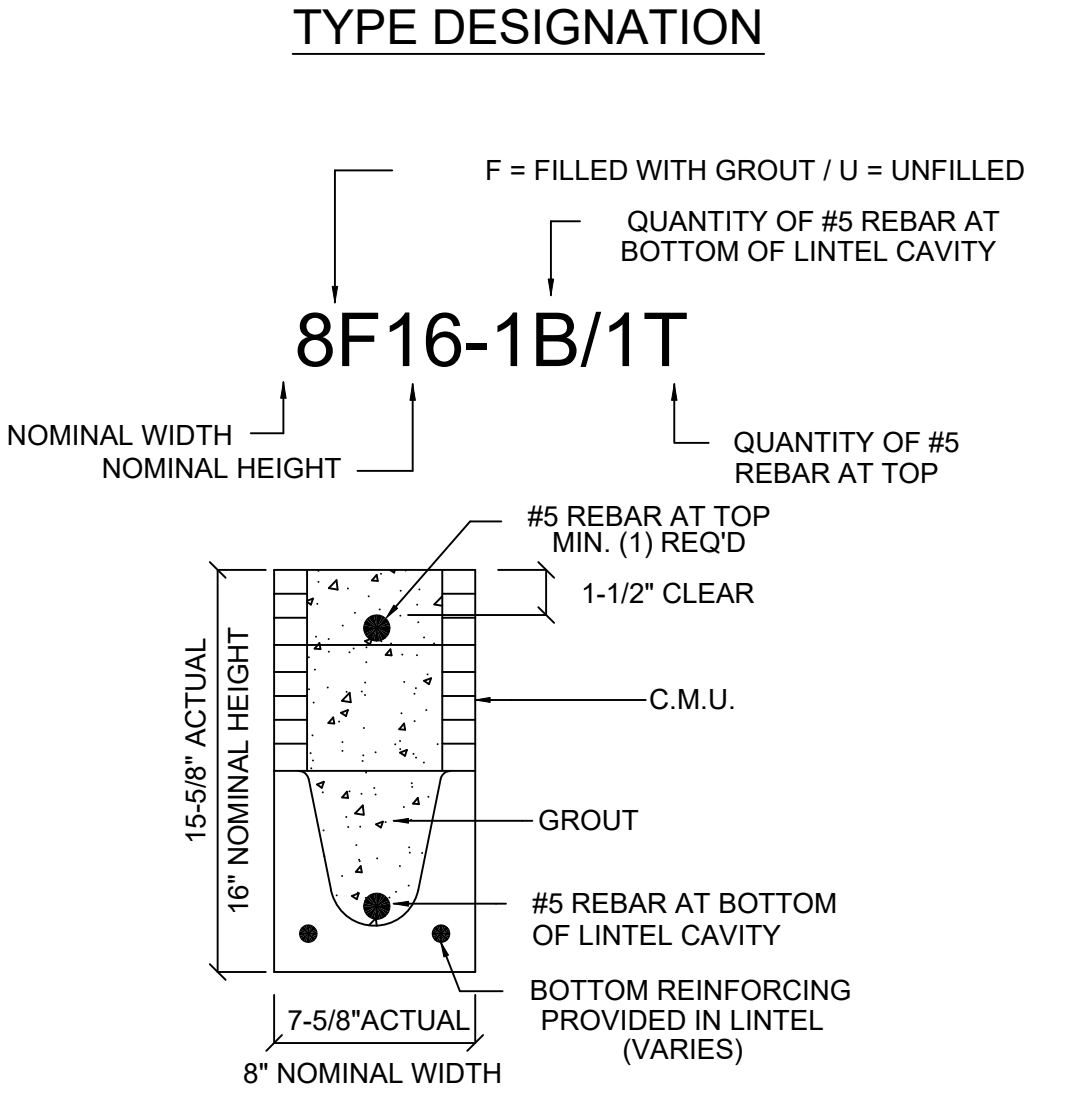 TYPE DESIGNATION
F = FILLED WITH GROUT / U = UNFILLED
QUANTITY OF #5 REBAR AT
BOTTOM OF LINTEL CAVITY
8F16-1B/1T
NOMINAL WIDTH
NOMINAL HEIGHT
QUANTITY OF #5
REBAR AT TOP
#5 REBAR AT TOP
MIN. (1) REQ'D
1-1/2" CLEAR
15-5/8" ACTUAL
16" NOMINAL HEIGHT
C.M.U.
GROUT
#5 REBAR AT BOTTOM
OF LINTEL CAVITY
BOTTOM REINFORCING
PROVIDED IN LINTEL
(VARIES)
7-5/8"ACTUAL
8" NOMINAL WIDTH